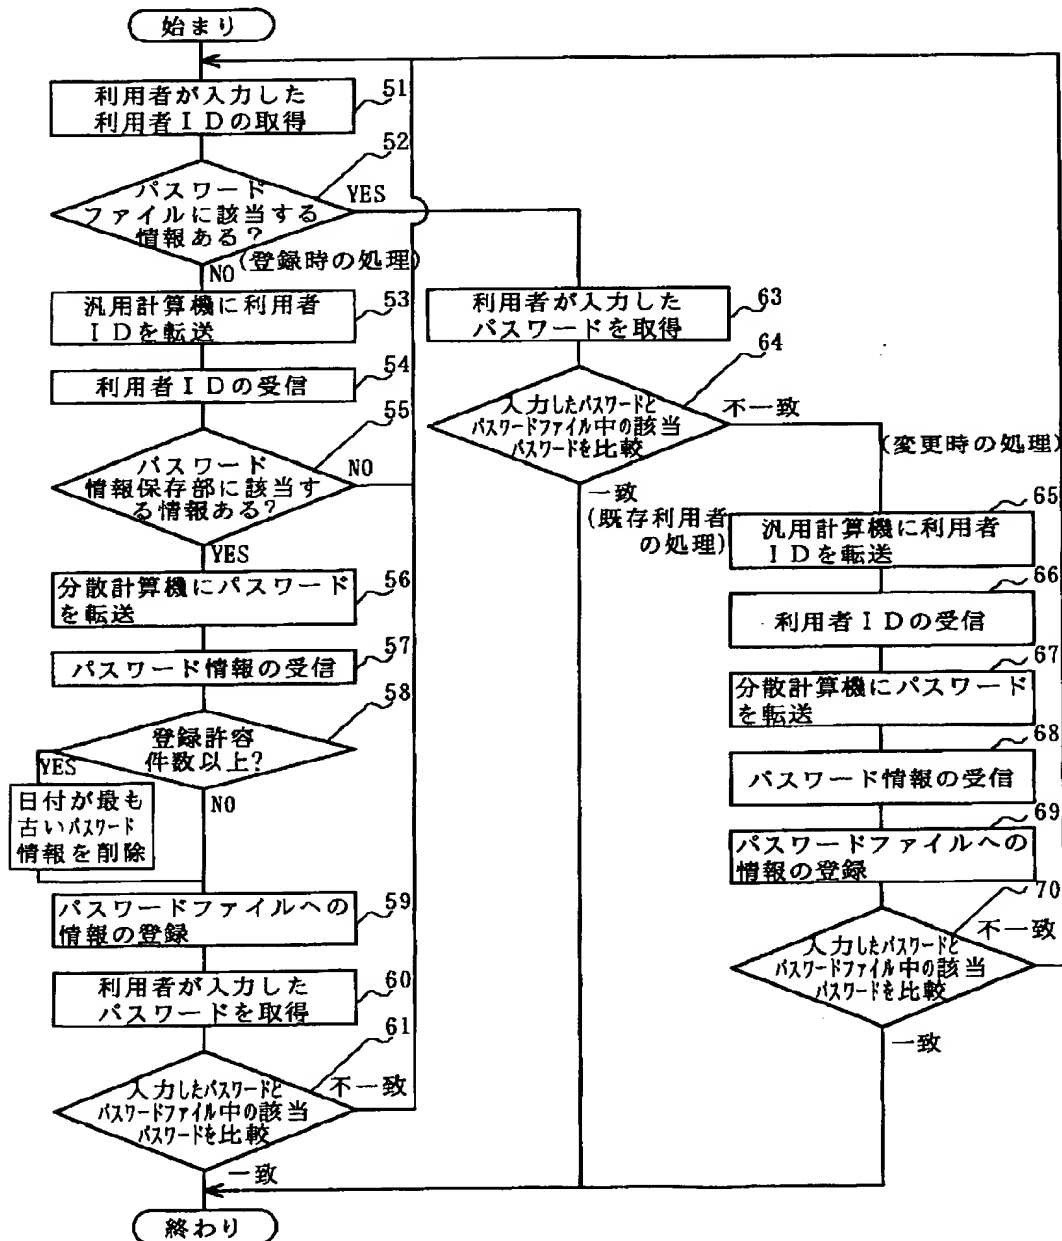 始まり
51
利用者が入力した
利用者ＩＤの取得
52
パスワード
ファイルに該当する
情報ある?
YES
NO
(登録時の処理)
53
汎用計算機に利用者
ＩＤを転送
54
利用者ＩＤの受信
55
パスワード
情報保存部に該当す
る情報ある?
NO
YES
56
分散計算機にパスワード
を転送
57
パスワード情報の受信
58
登録許容
件数以上?
YES
NO
日付が最も
古いパスワード
情報を削除
59
パスワードファイルへの
情報の登録
60
利用者が入力した
パスワードを取得
61
入力したパスワードと
パスワードファイル中の該当
パスワードを比較
不一致
一致
終わり
63
利用者が入力した
パスワードを取得
64
入力したパスワードと
パスワードファイル中の該当
パスワードを比較
不一致
一致
(既存利用者
の処理)
(変更時の処理)
65
汎用計算機に利用者
ＩＤを転送
66
利用者ＩＤの受信
67
分散計算機にパスワード
を転送
68
パスワード情報の受信
69
パスワードファイルへの
情報の登録
70
入力したパスワードと
パスワードファイル中の該当
パスワードを比較
不一致
一致